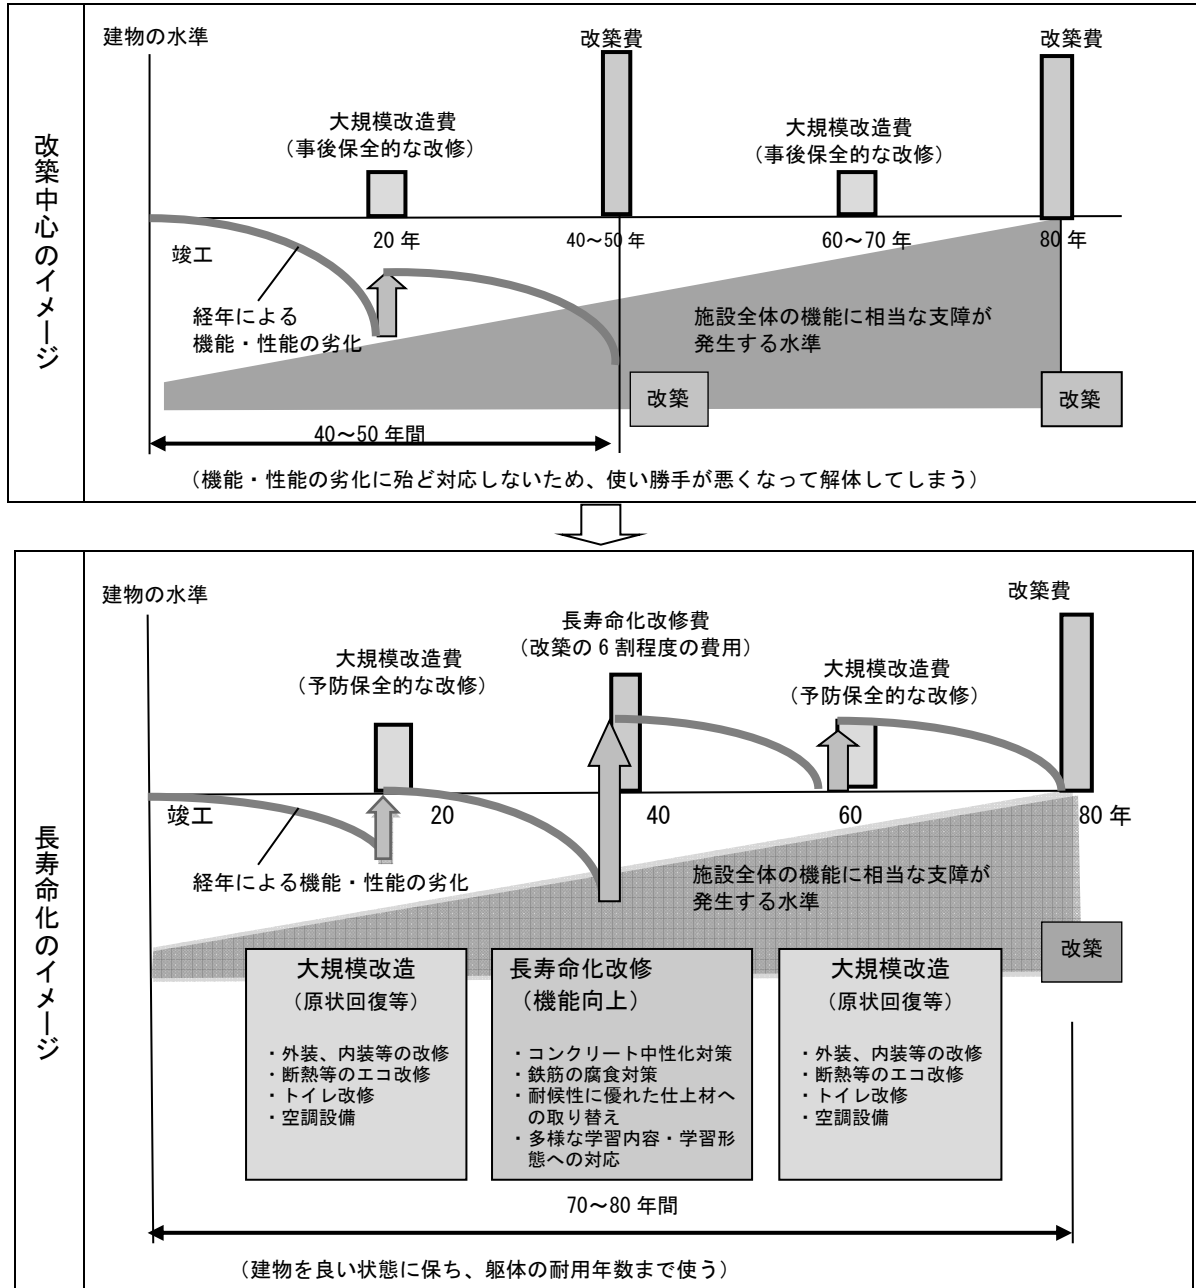 改築中心のイメージ
建物の水準
改築費
改築費
大規模改造費
（事後保全的な改修）
大規模改造費
（事後保全的な改修）
竣工
20 年
40～50 年
60～70 年
80 年
経年による
機能・性能の劣化
施設全体の機能に相当な支障が
発生する水準
改築
改築
40～50 年間
（機能・性能の劣化に殆ど対応しないため、使い勝手が悪くなって解体してしまう）
長寿命化のイメージ
建物の水準
改築費
長寿命化改修費
（改築の 6 割程度の費用）
大規模改造費
（予防保全的な改修）
大規模改造費
（予防保全的な改修）
竣工
20
40
60
80 年
経年による機能・性能の劣化
施設全体の機能に相当な支障が
発生する水準
改築
大規模改造
（原状回復等）
・外装、内装等の改修
・断熱等のエコ改修
・トイレ改修
・空調設備
長寿命化改修
（機能向上）
・コンクリート中性化対策
・鉄筋の腐食対策
・耐候性に優れた仕上材へ
の取り替え
・多様な学習内容・学習形
態への対応
大規模改造
（原状回復等）
・外装、内装等の改修
・断熱等のエコ改修
・トイレ改修
・空調設備
70～80 年間
（建物を良い状態に保ち、躯体の耐用年数まで使う）